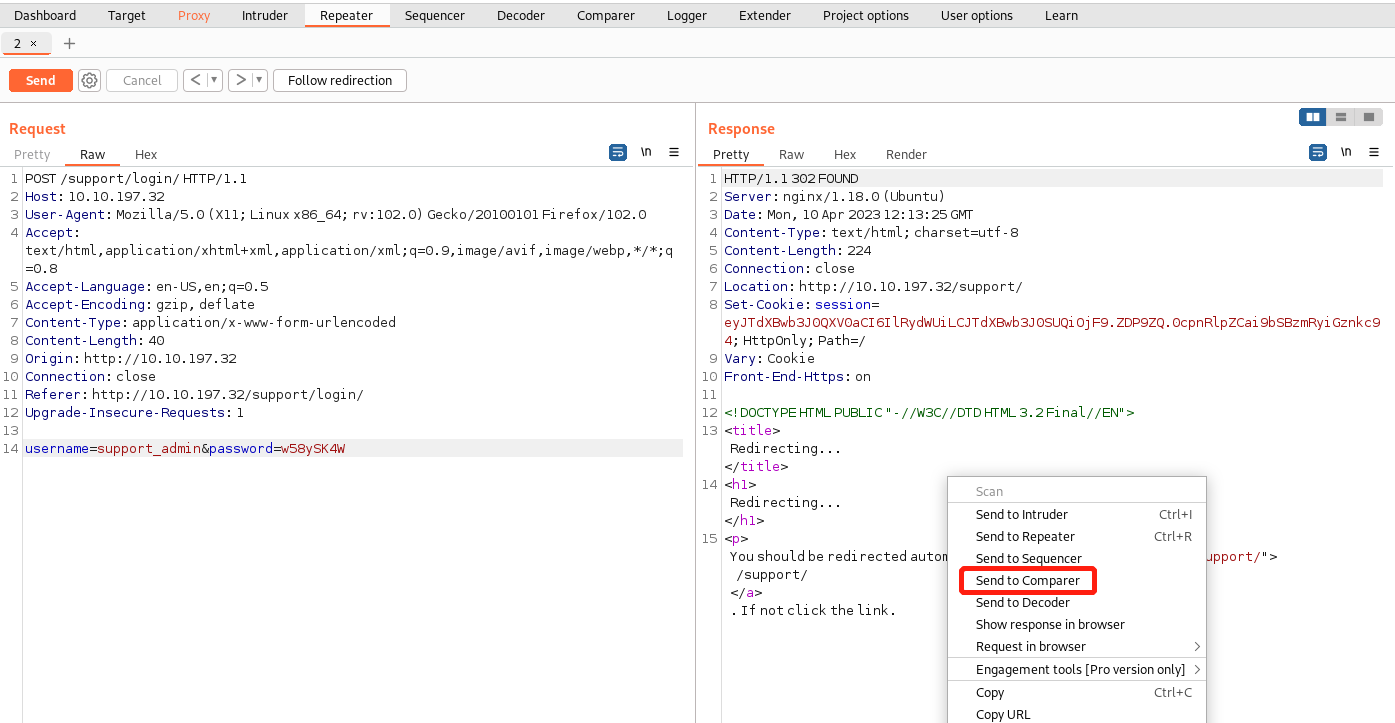 Dashboard Target Proxy Intruder Repeater Sequencer Decoder Comparer Logger Extender Project options User options Learn
2 × +
Send Cancel < ▾ > ▾ Follow redirection
Request
Pretty Raw Hex \n ≡
1 POST /support/login/ HTTP/1.1
2 Host: 10.10.197.32
3 User-Agent: Mozilla/5.0 (X11; Linux x86_64; rv:102.0) Gecko/20100101 Firefox/102.0
4 Accept:
text/html,application/xhtml+xml,application/xml;q=0.9,image/avif,image/webp,*/*;q
=0.8
5 Accept-Language: en-US,en;q=0.5
6 Accept-Encoding: gzip, deflate
7 Content-Type: application/x-www-form-urlencoded
8 Content-Length: 40
9 Origin: http://10.10.197.32
10 Connection: close
11 Referer: http://10.10.197.32/support/login/
12 Upgrade-Insecure-Requests: 1
13
14 username=support_admin&password=w58ySK4W
Response
Pretty Raw Hex Render \n ≡
1 HTTP/1.1 302 FOUND
2 Server: nginx/1.18.0 (Ubuntu)
3 Date: Mon, 10 Apr 2023 12:13:25 GMT
4 Content-Type: text/html; charset=utf-8
5 Content-Length: 224
6 Connection: close
7 Location: http://10.10.197.32/support/
8 Set-Cookie: session=
eyJTdXBwb3J0QXV0aCI6IlRydWUiLCJTdXBwb3J0SUQiOjF9.ZDP9ZQ.0cpnRlpZCai9bSBzmRyiGznkc9
4; HttpOnly; Path=/
9 Vary: Cookie
10 Front-End-Https: on
11
12 <!DOCTYPE HTML PUBLIC "-//W3C//DTD HTML 3.2 Final//EN">
13 <title>
Redirecting...
</title>
14 <h1>
Redirecting...
</h1>
15 <p>
You should be redirected autom upport/">
/support/
</a>
. If not click the link.
Scan
Send to Intruder Ctrl+I
Send to Repeater Ctrl+R
Send to Sequencer
Send to Comparer
Send to Decoder
Show response in browser
Request in browser >
Engagement tools [Pro version only] >
Copy Ctrl+C
Copy URL